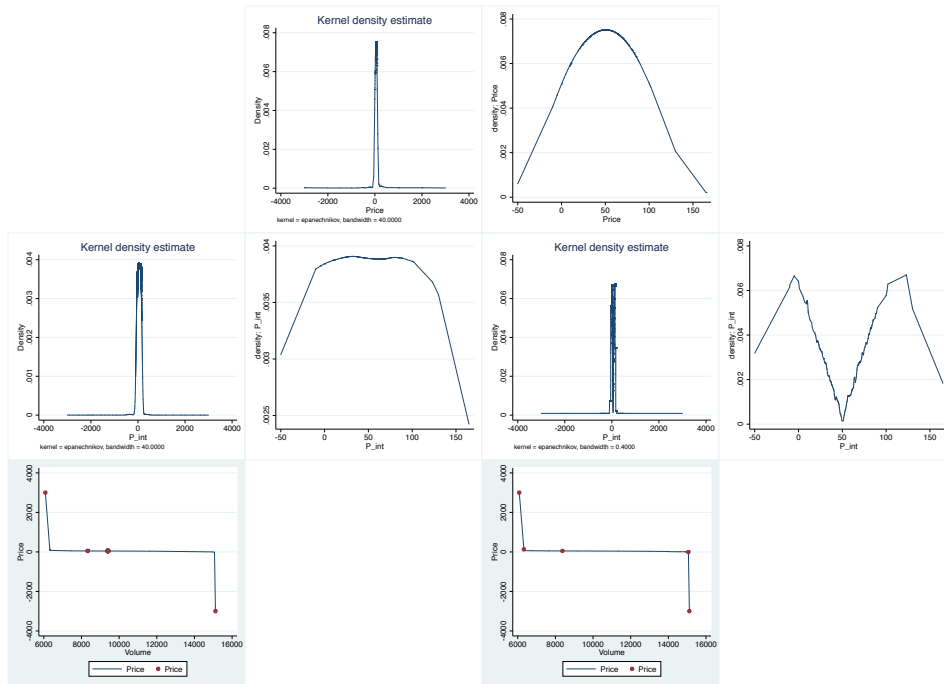 Kernel density estimate
.008
.006
.004
.002
0
Density
-4000 -2000 0 2000 4000
Price
kernel = epanechnikov, bandwidth = 40.0000
.008
.006
.004
.002
0
density: Price
-50 0 50 100 150
Price
Kernel density estimate
.004
.003
.002
.001
0
Density
-4000 -2000 0 2000 4000
P_int
kernel = epanechnikov, bandwidth = 40.0000
.004
.0035
.003
.0025
density: P_int
-50 0 50 100 150
P_int
Kernel density estimate
.008
.006
.004
.002
0
Density
-4000 -2000 0 2000 4000
P_int
kernel = epanechnikov, bandwidth = 0.4000
.008
.006
.004
.002
0
density: P_int
-50 0 50 100 150
P_int
4000
2000
0
-2000
-4000
Price
6000 8000 10000 12000 14000 16000
Volume
Price Price
4000
2000
0
-2000
-4000
Price
6000 8000 10000 12000 14000 16000
Volume
Price Price